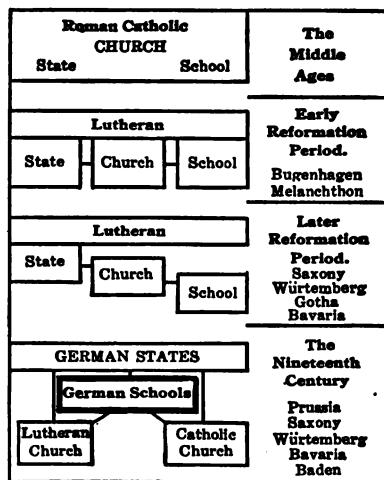 Roman Catholic
CHURCH
State School
The
Middle
Ages
Lutheran
State Church School
Early
Reformation
Period.
Bugenhagen
Melanchthon
Lutheran
State
Church
School
Later
Reformation
Period.
Saxony
Würtemberg
Gotha
Bavaria
GERMAN STATES
German Schools
Lutheran
Church
Catholic
Church
The
Nineteenth
Century
Prussia
Saxony
Würtemberg
Bavaria
Baden